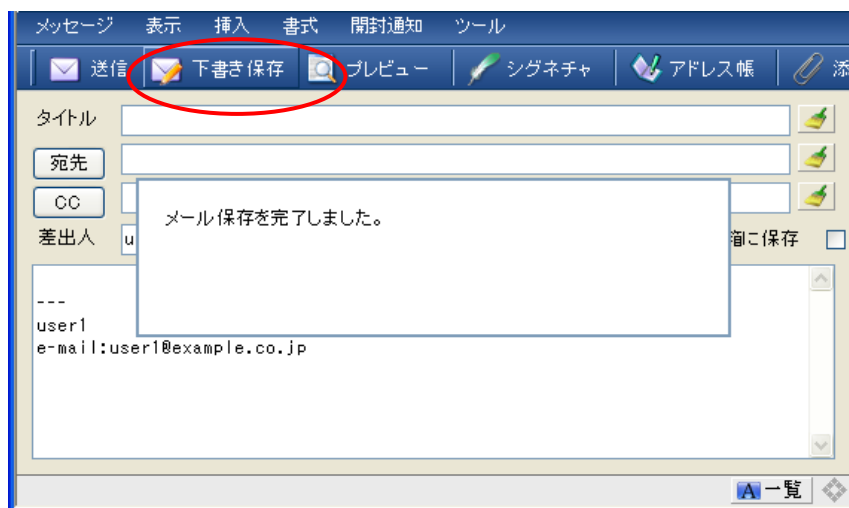 メッセージ 表示 挿入 書式 開封通知 ツール
送信 下書き保存 プレビュー シグネチャ アドレス帳 添
タイトル
宛先
CC
メール保存を完了しました。
差出人 u 箱に保存
---
user1
e-mail:user1@example.co.jp
A 一覧